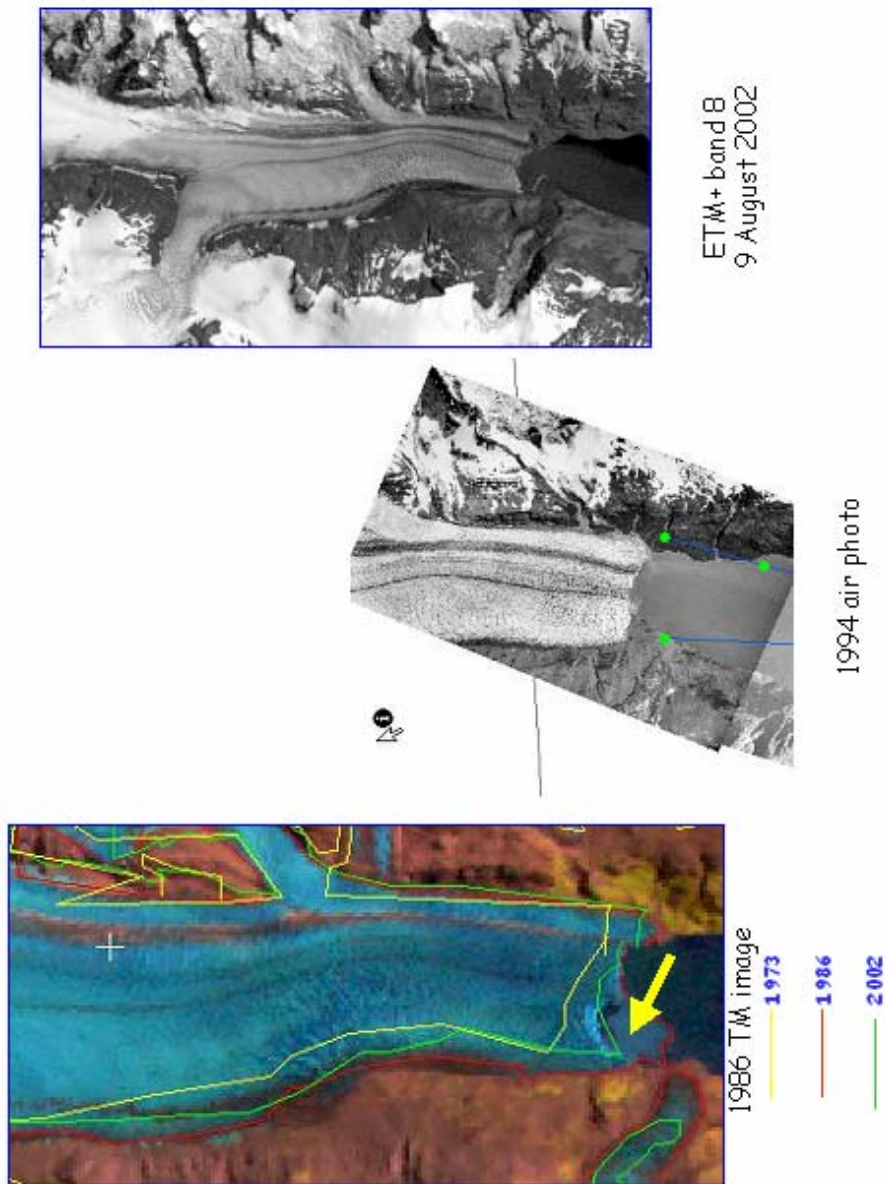 ETM+ band 8
9 August 2002
1994 air photo
1986 TM image
1973
1986
2002